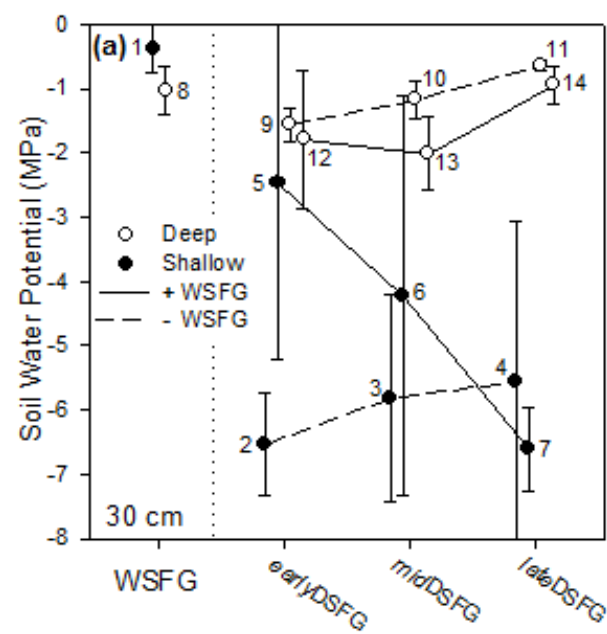 (a)
0
-1
-2
-3
-4
-5
-6
-7
-8
Soil Water Potential (MPa)
1
8
9
12
10
13
11
14
5
6
2
3
4
7
Deep
Shallow
+ WSFG
- WSFG
30 cm
WSFG
earlyDSFG
midDSFG
lateDSFG